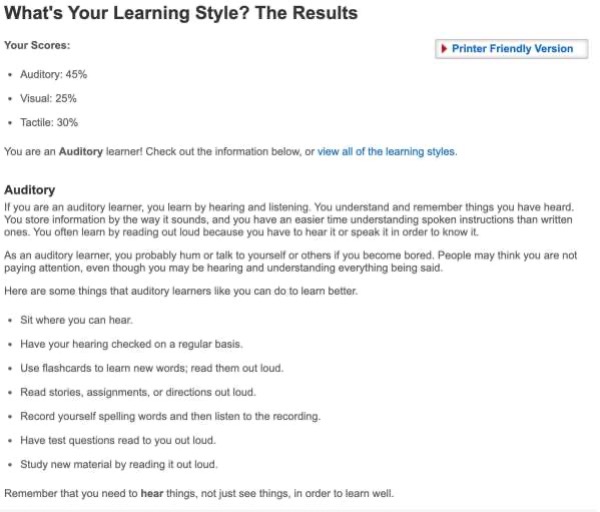 What's Your Learning Style? The Results
Your Scores:
Printer Friendly Version
• Auditory: 45%
• Visual: 25%
• Tactile: 30%
You are an Auditory learner! Check out the information below, or view all of the learning styles.
Auditory
If you are an auditory learner, you learn by hearing and listening. You understand and remember things you have heard.
You store information by the way it sounds, and you have an easier time understanding spoken instructions than written
ones. You often learn by reading out loud because you have to hear it or speak it in order to know it.
As an auditory learner, you probably hum or talk to yourself or others if you become bored. People may think you are not
paying attention, even though you may be hearing and understanding everything being said.
Here are some things that auditory learners like you can do to learn better.
• Sit where you can hear.
• Have your hearing checked on a regular basis.
• Use flashcards to learn new words; read them out loud.
• Read stories, assignments, or directions out loud.
• Record yourself spelling words and then listen to the recording.
• Have test questions read to you out loud.
• Study new material by reading it out loud.
Remember that you need to hear things, not just see things, in order to learn well.